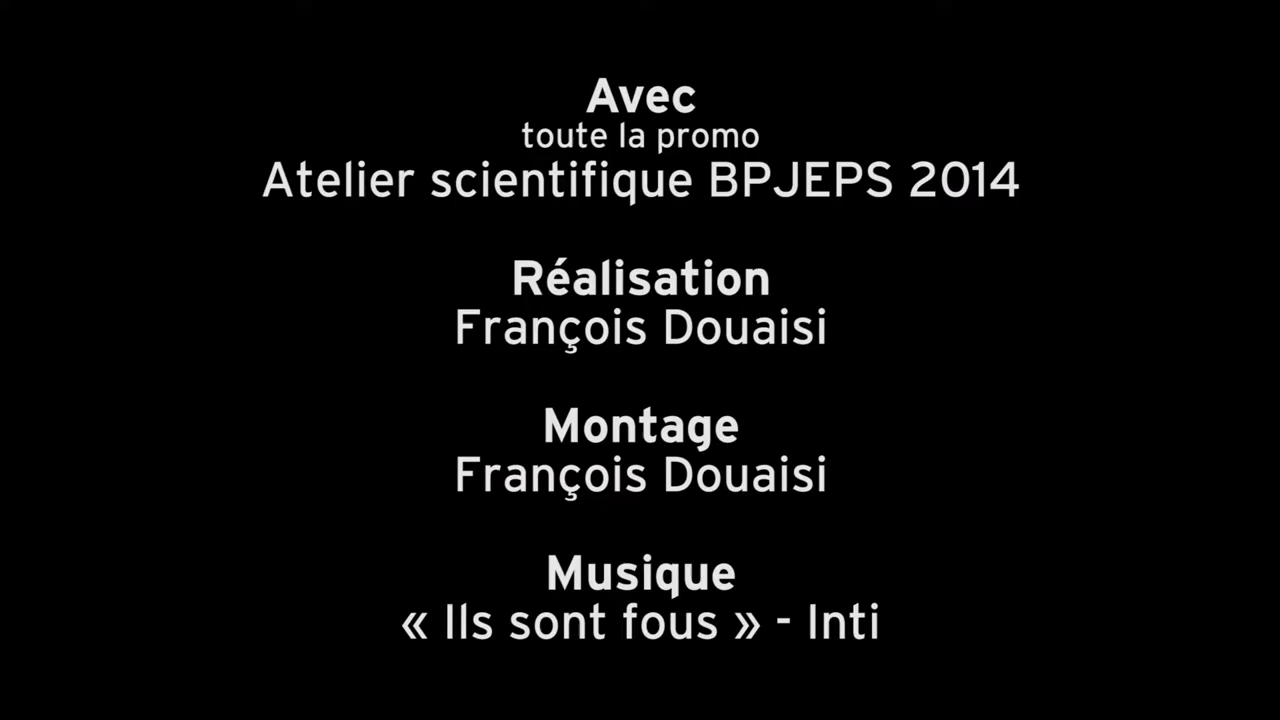 Avec
toute la promo
Atelier scientifique BPJEPS 2014
Réalisation
François Douaisi
Montage
François Douaisi
Musique
« Ils sont fous » - Inti